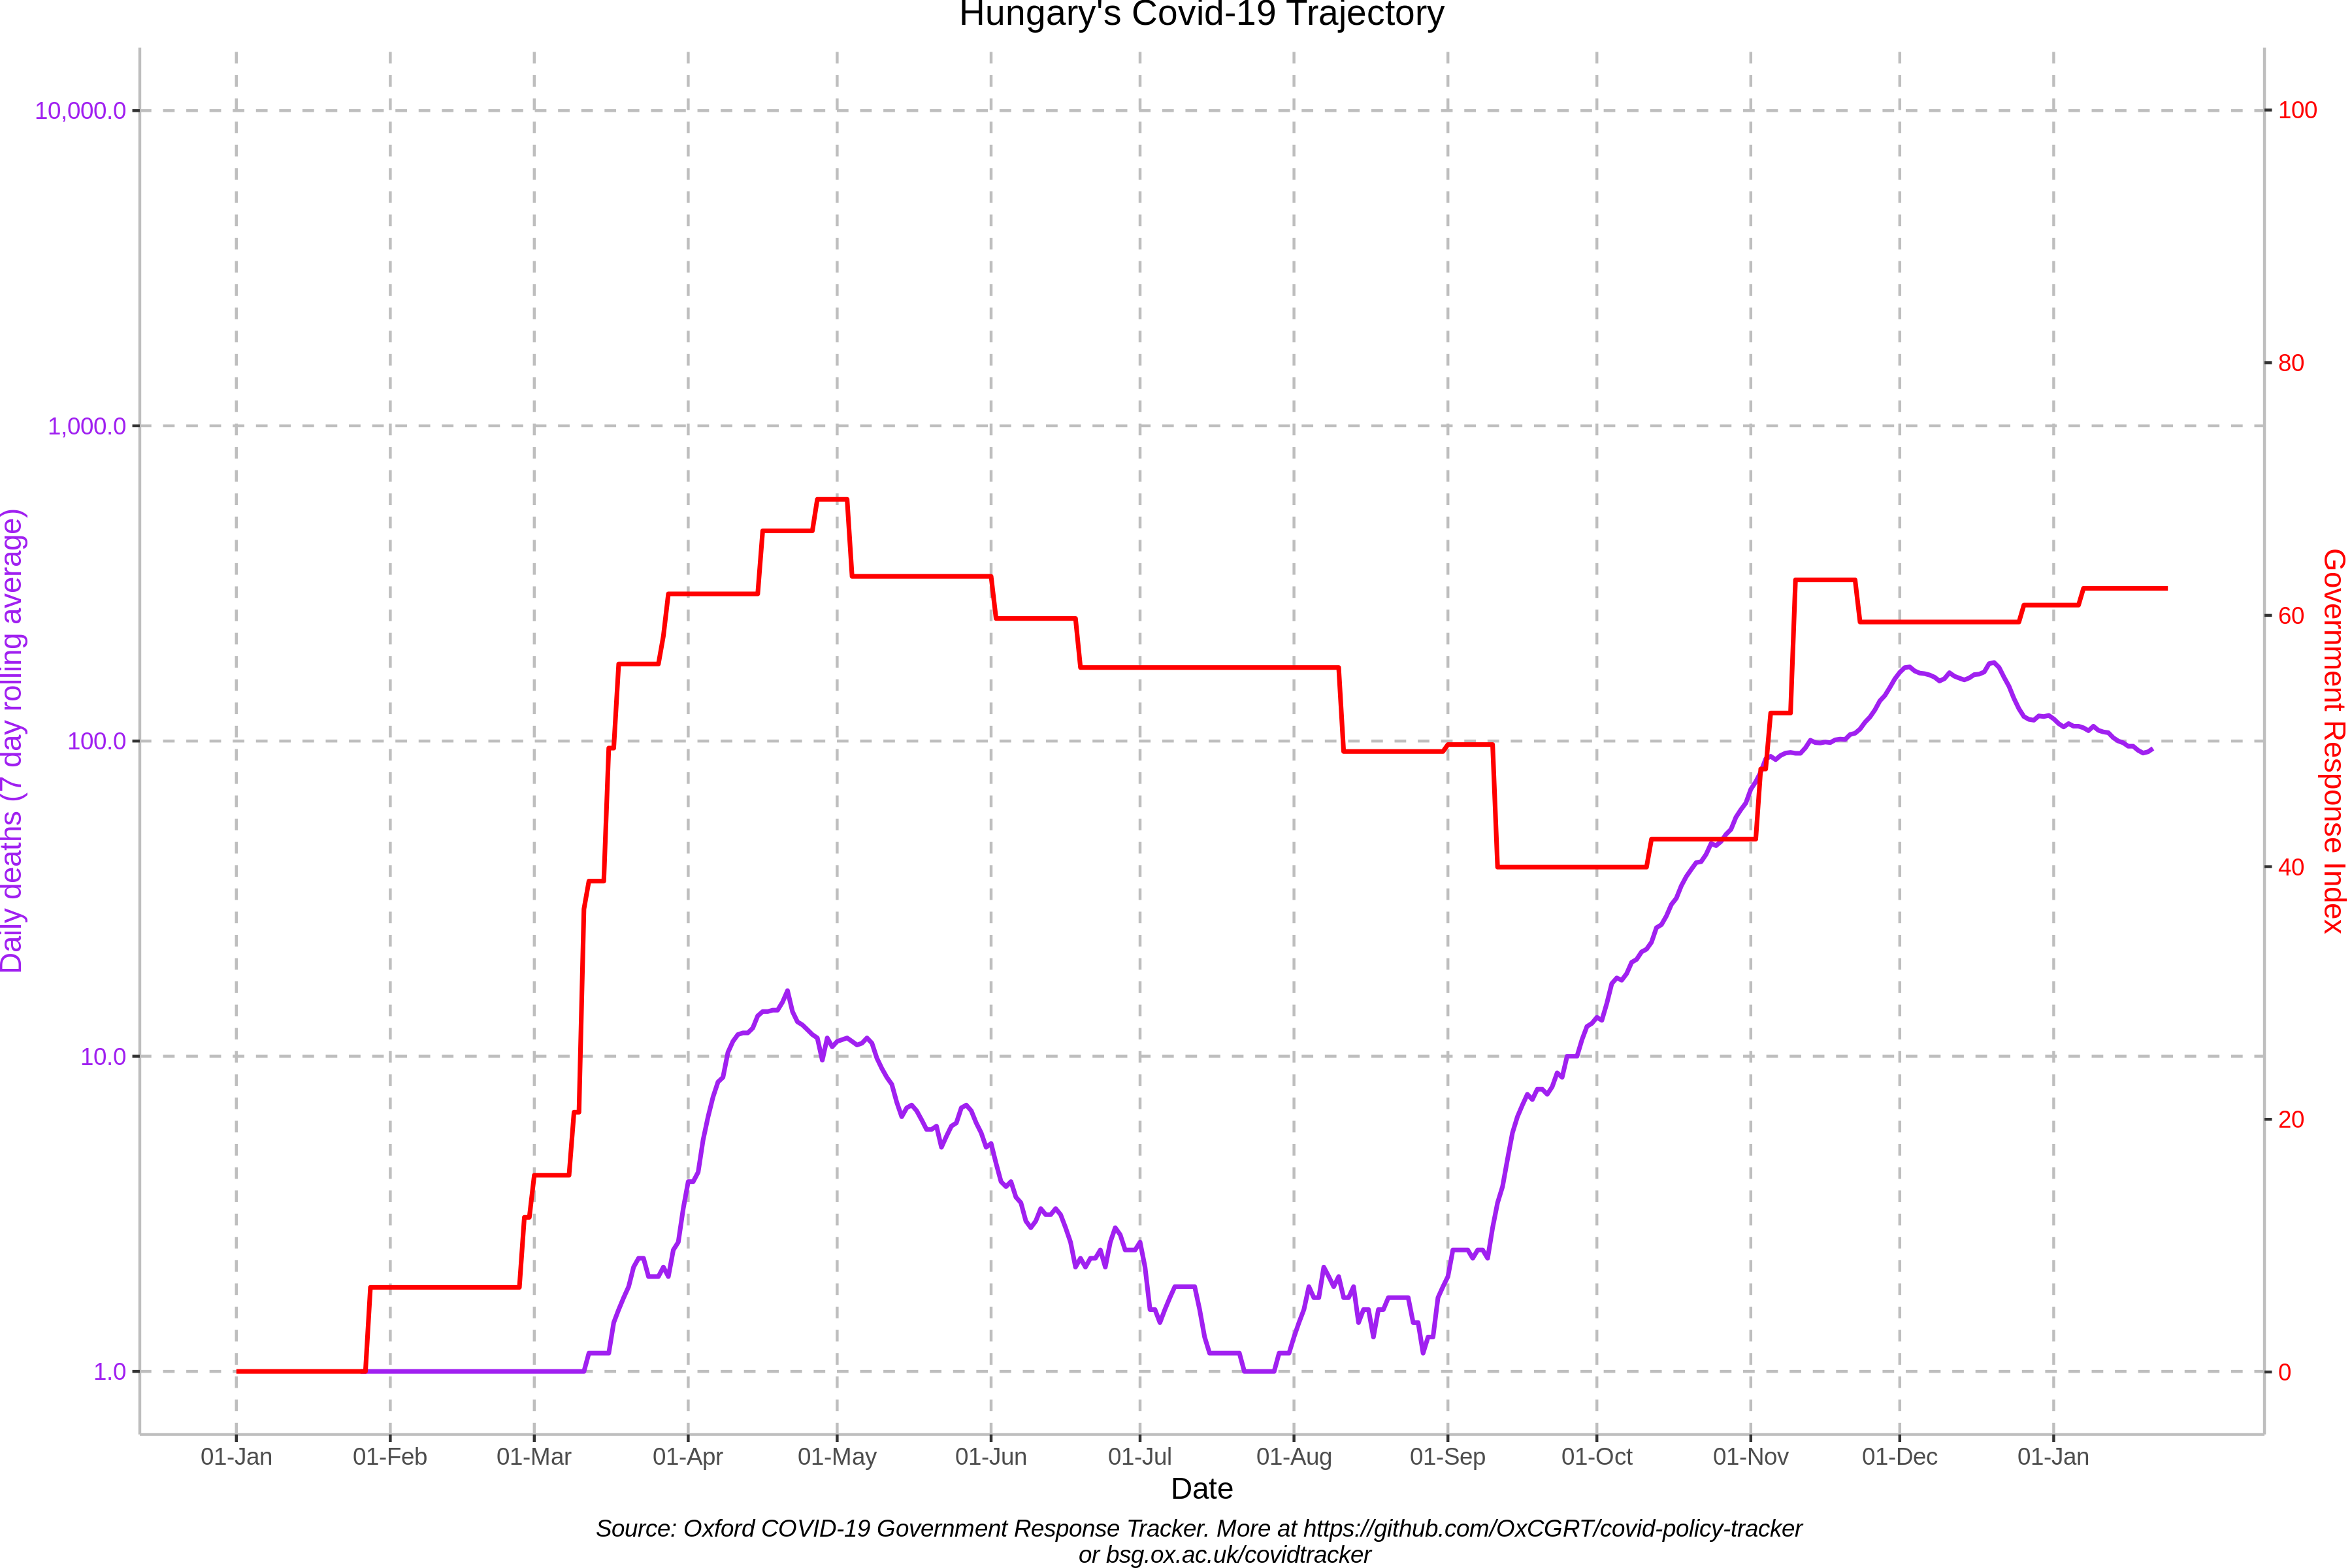 Hungary's Covid-19 Trajectory
10,000.0
1,000.0
100.0
10.0
1.0
Daily deaths (7 day rolling average)
100
80
60
40
20
0
Government Response Index
01-Jan 01-Feb 01-Mar 01-Apr 01-May 01-Jun 01-Jul 01-Aug 01-Sep 01-Oct 01-Nov 01-Dec 01-Jan
Date
Source: Oxford COVID-19 Government Response Tracker. More at https://github.com/OxCGRT/covid-policy-tracker
or bsg.ox.ac.uk/covidtracker